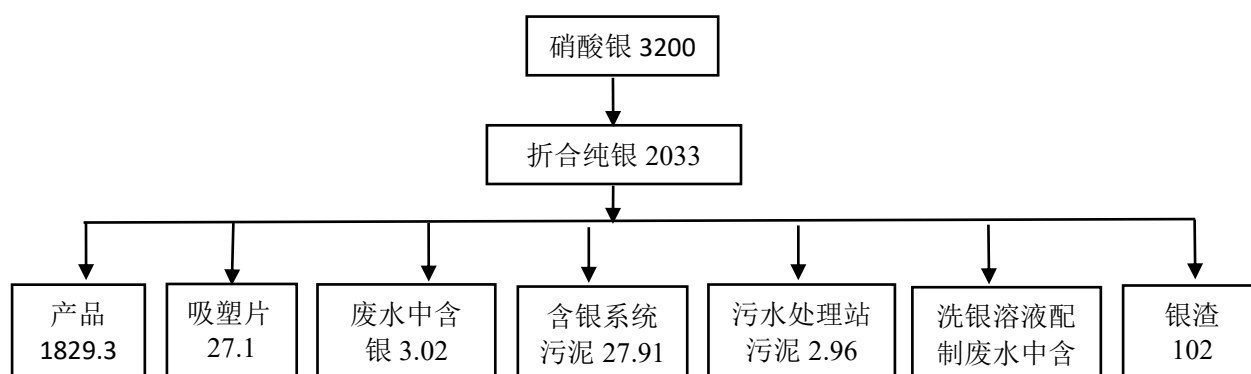 硝酸银 3200
折合纯银 2033
产品
1829.3
吸塑片
27.1
废水中含
银 3.02
含银系统
污泥 27.91
污水处理站
污泥 2.96
洗银溶液配
制废水中含
银渣
102